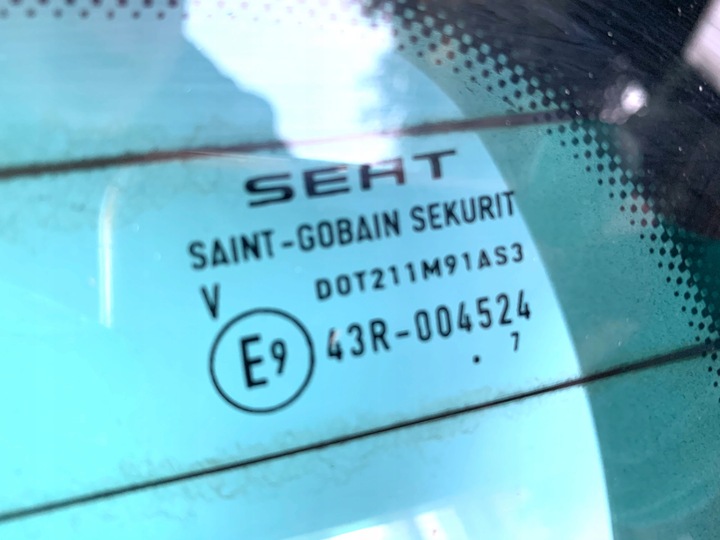 SEAT
SAINT-GOBAIN SEKURIT
V DOT211M91AS3
E9 43R-004524
. 7